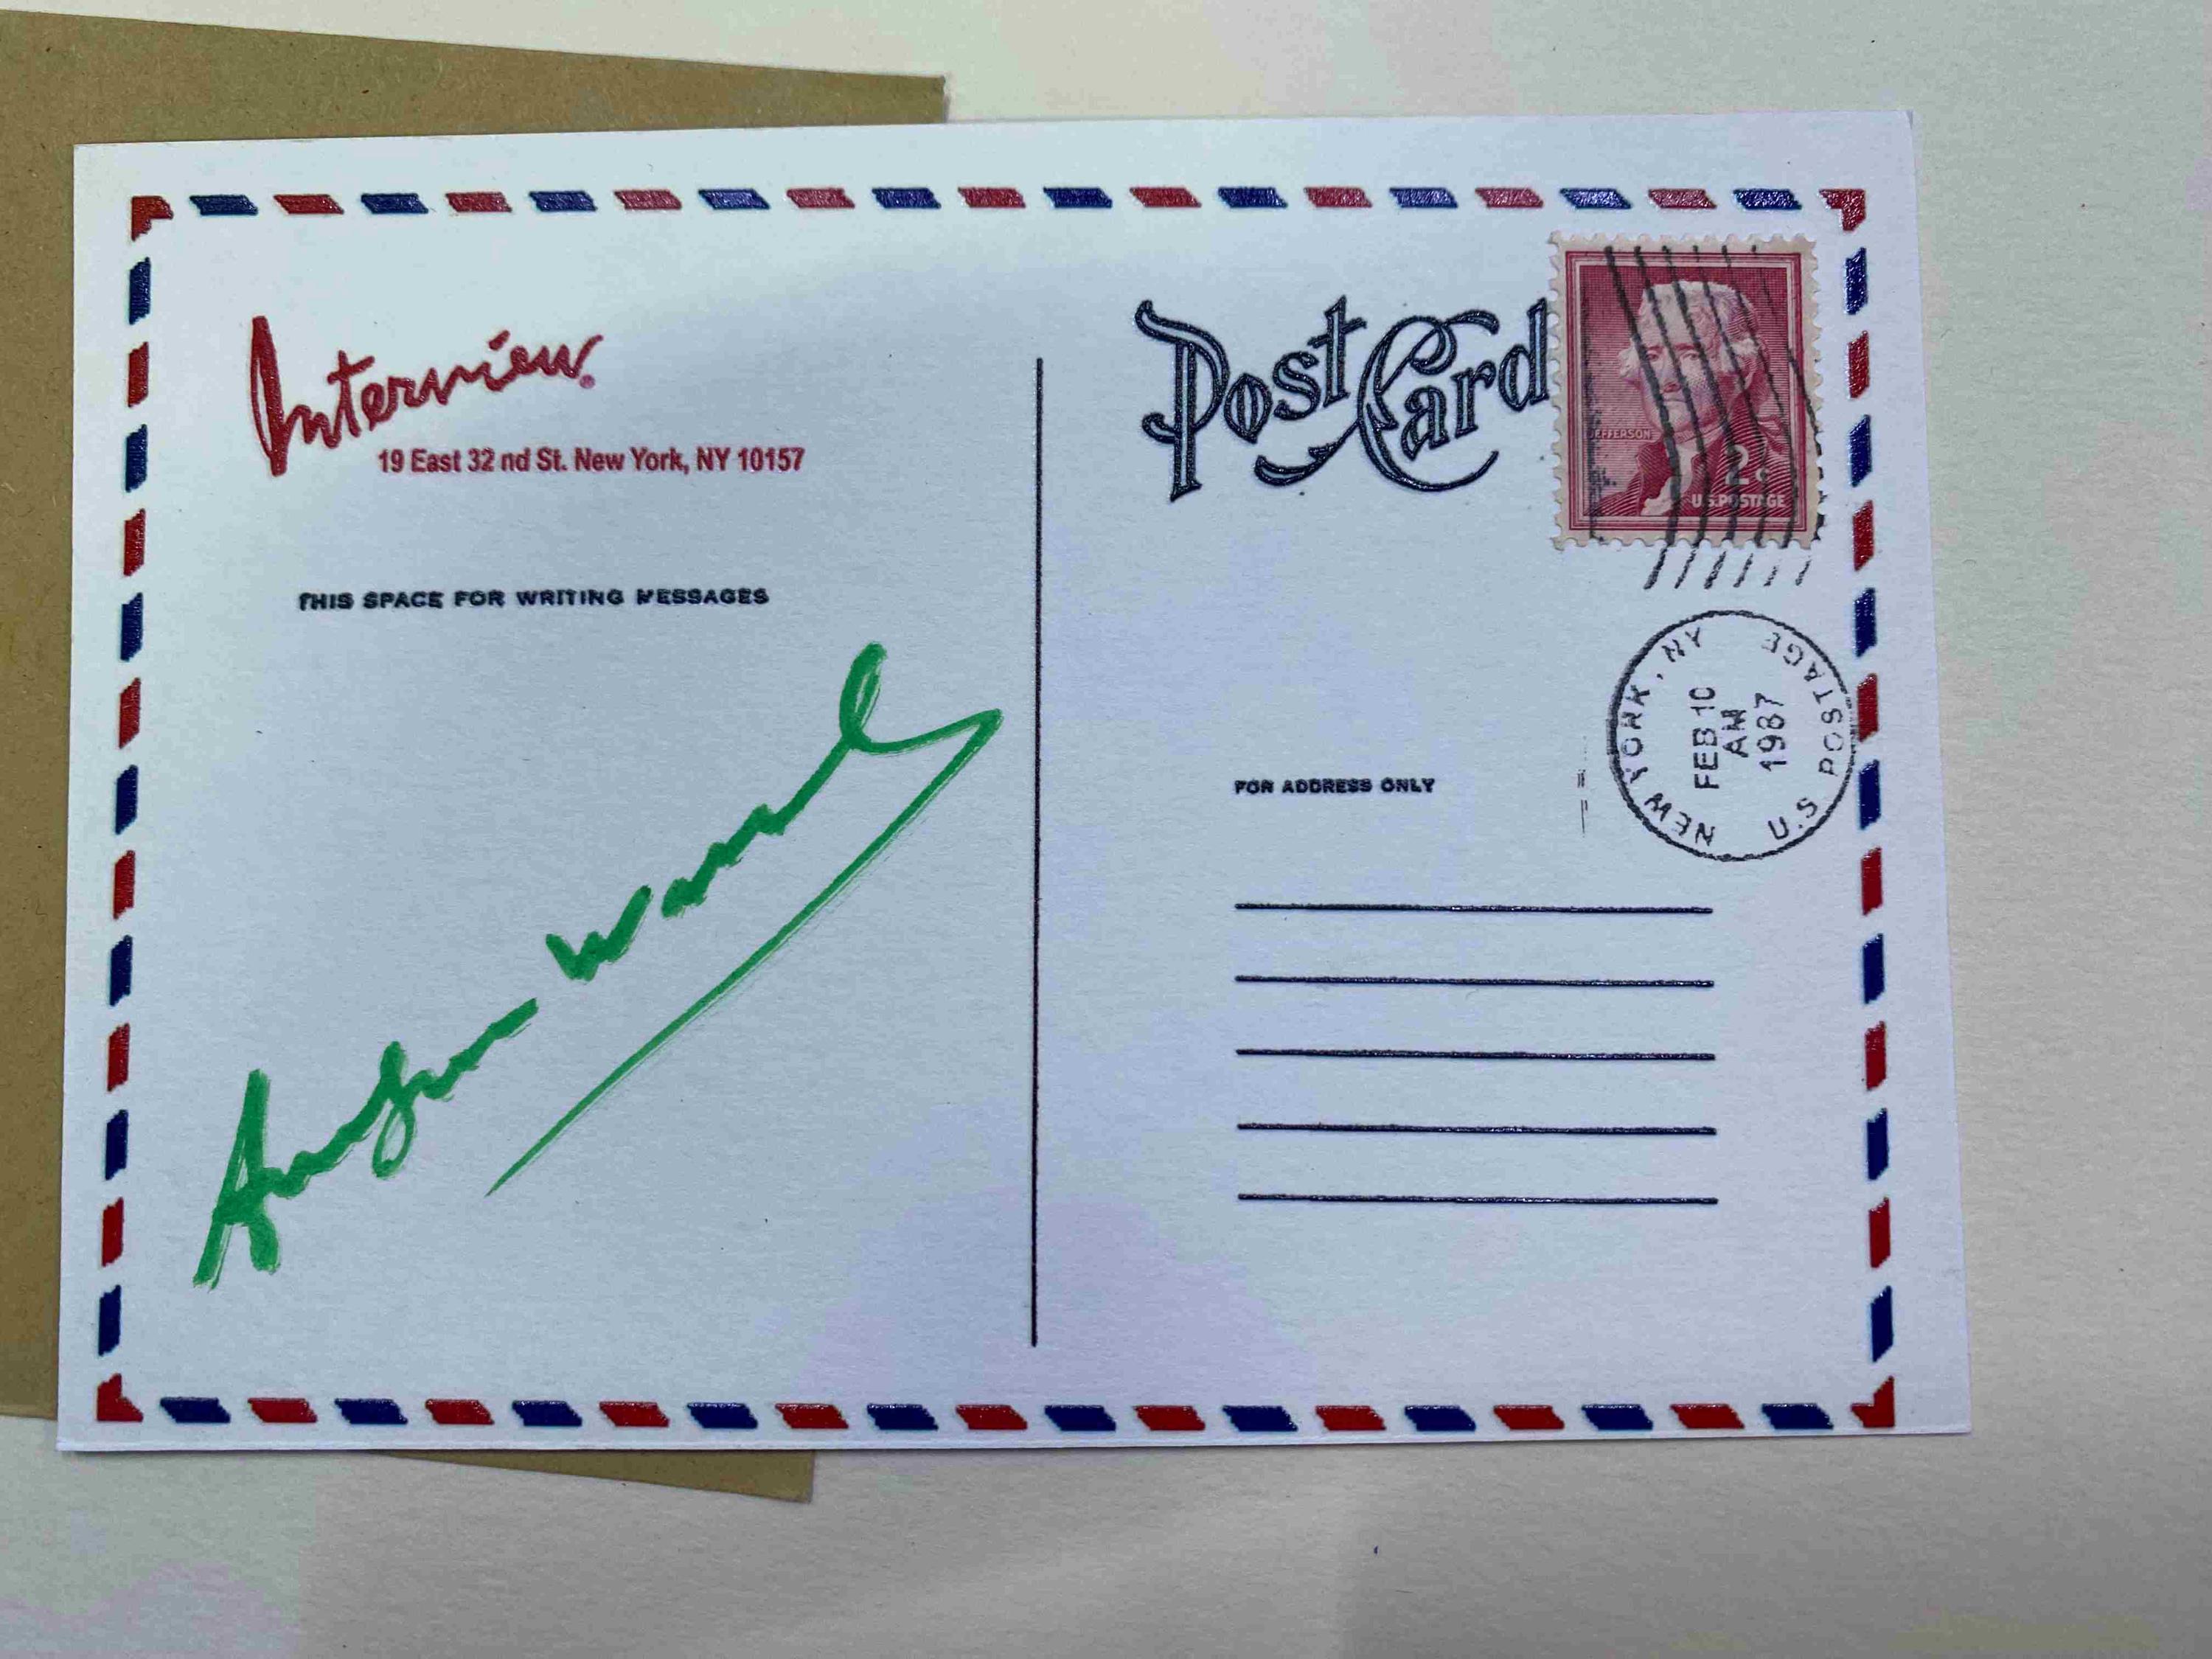 Interview
19 East 32 nd St. New York, NY 10157
THIS SPACE FOR WRITING MESSAGES
Post Card
JEFFERSON
2¢
U.S. POSTAGE
NEW YORK, NY
FEB 10
AM
1987
U.S POSTAGE
FOR ADDRESS ONLY